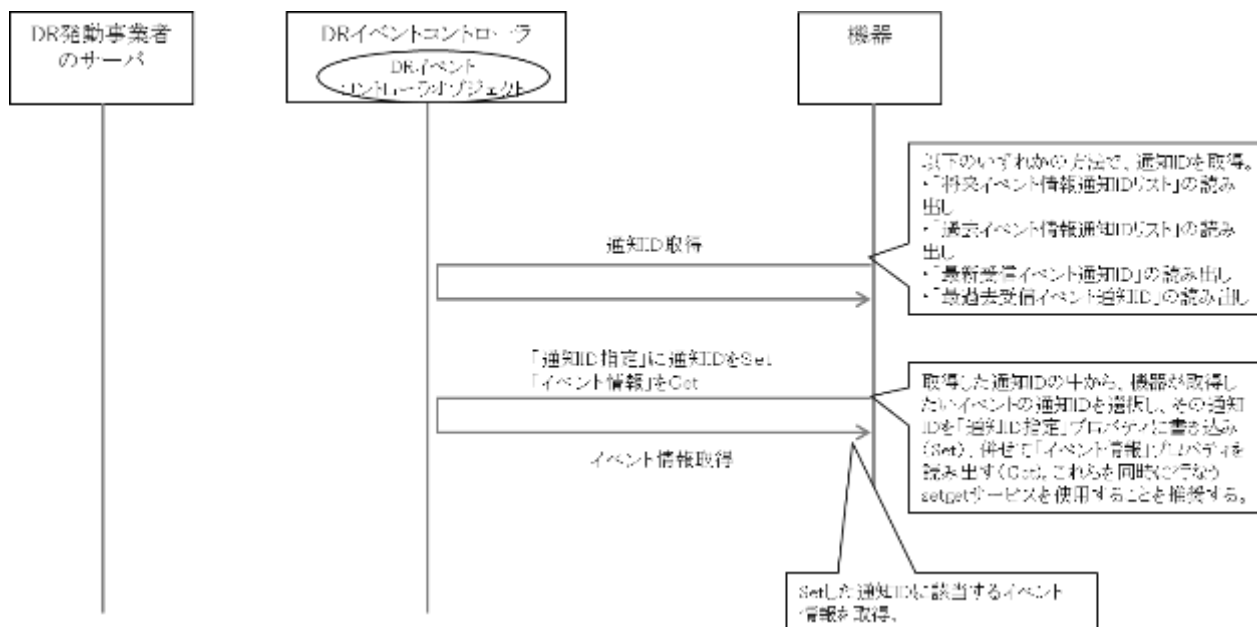 DR発動事業者
のサーバ
DRイベントコントローラ
DRイベント
コントローラオブジェクト
機器
以下のいずれかの方法で、通知IDを取得。
・「将来イベント情報通知IDリスト」の読み
出し
・「過去イベント情報通知IDリスト」の読み
出し
・「最新受信イベント通知ID」の読み出し
・「最過去受信イベント通知ID」の読み出し
通知ID取得
「通知ID指定」に通知IDをSet
「イベント情報」をGet
イベント情報取得
取得した通知IDの中から、機器が取得し
たいイベントの通知IDを選択し、その通知
IDを「通知ID指定」プロパティに書き込み
(Set)、併せて「イベント情報」プロパティを
読み出す(Get)。これらを同時に行なう
setgetサービスを使用することを推奨する。
Setした通知IDに該当するイベント
情報を取得。